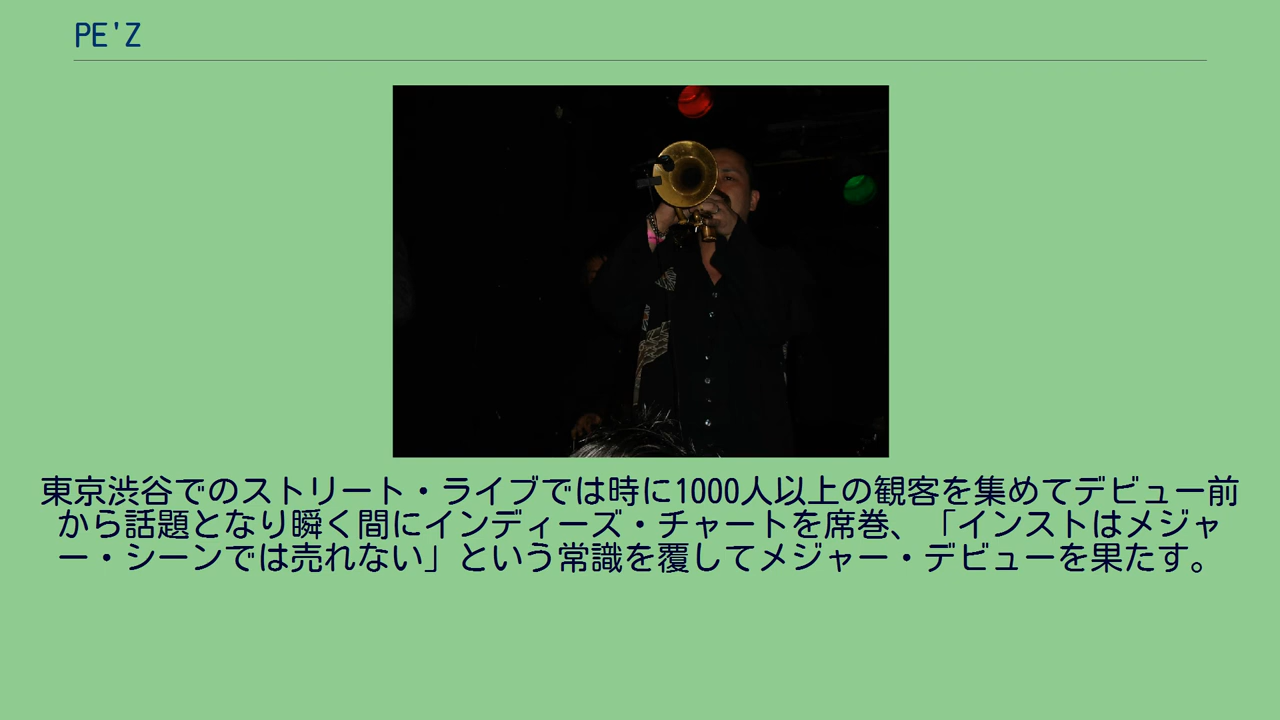 PE'Z
東京渋谷でのストリート・ライブでは時に1000人以上の観客を集めてデビュー前
から話題となり瞬く間にインディーズ・チャートを席巻、「インストはメジャ
ー・シーンでは売れない」という常識を覆してメジャー・デビューを果たす。